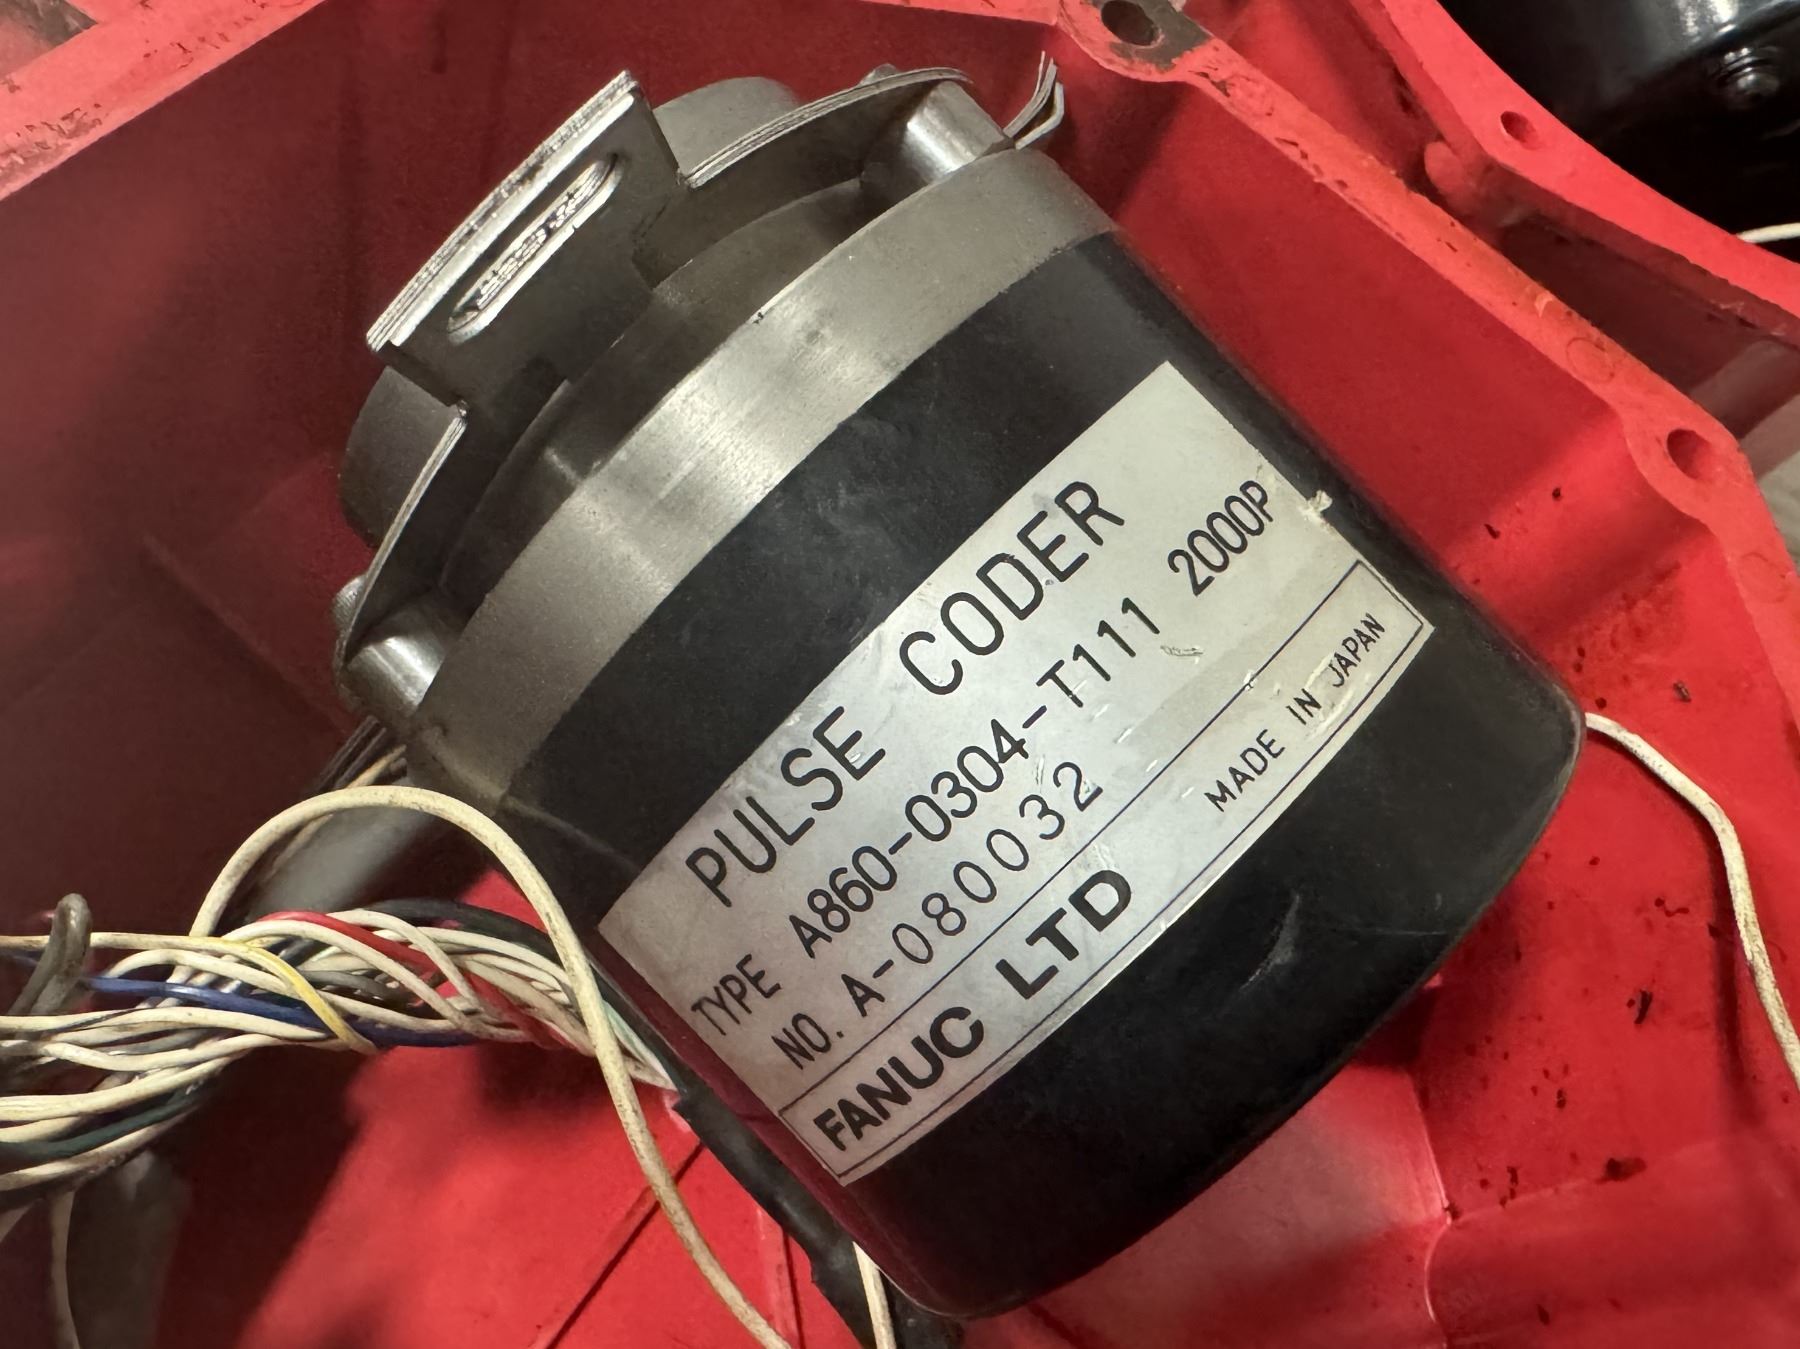 PULSE CODER
TYPE A860-0304-T111 2000P
NO. A-080032
FANUC LTD MADE IN JAPAN